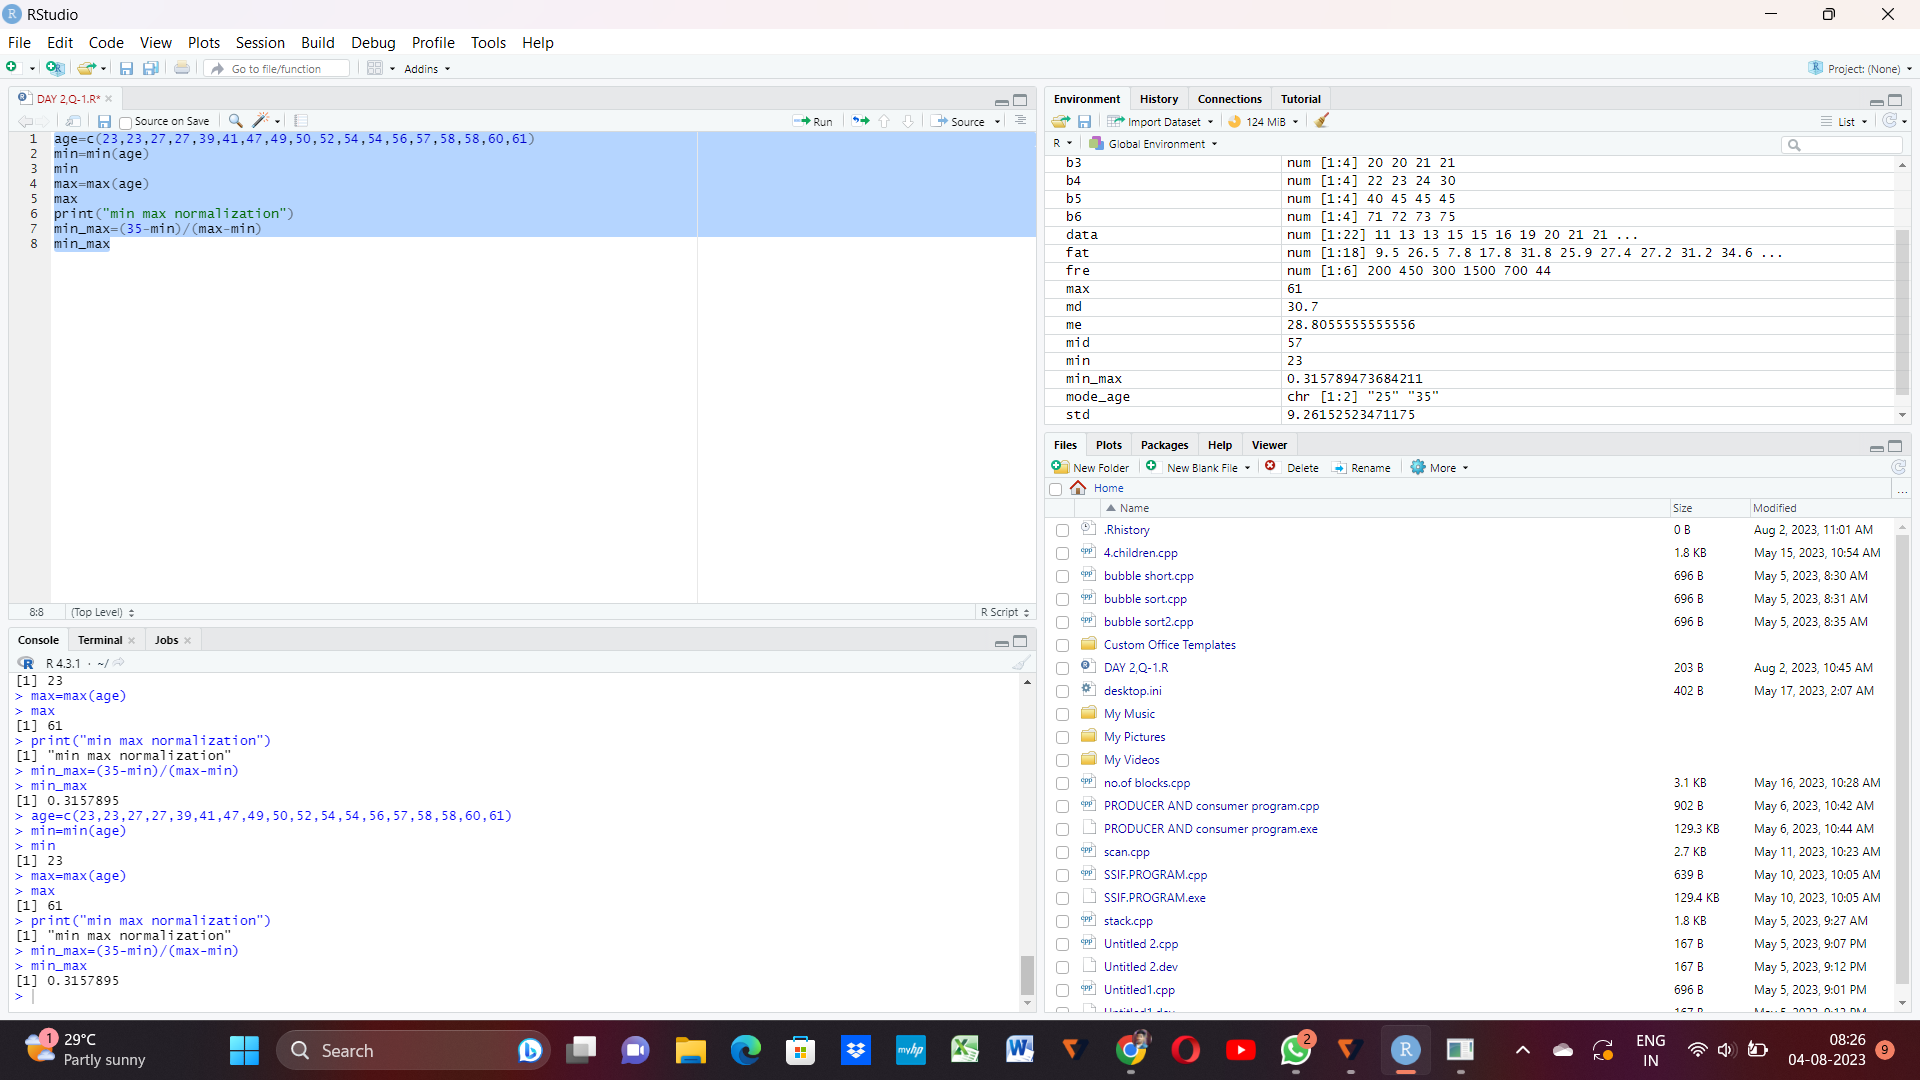 RStudio
File Edit Code View Plots Session Build Debug Profile Tools Help
Go to file/function Addins Project: (None)
DAY 2,Q-1.R*
Source on Save Run Source
1 age=c(23,23,27,27,39,41,47,49,50,52,54,54,56,57,58,58,60,61)
2 min=min(age)
3 min
4 max=max(age)
5 max
6 print("min max normalization")
7 min_max=(35-min)/(max-min)
8 min_max
8:8 (Top Level) R Script
Console Terminal Jobs
R 4.3.1 · ~/
[1] 23
> max=max(age)
> max
[1] 61
> print("min max normalization")
[1] "min max normalization"
> min_max=(35-min)/(max-min)
> min_max
[1] 0.3157895
> age=c(23,23,27,27,39,41,47,49,50,52,54,54,56,57,58,58,60,61)
> min=min(age)
> min
[1] 23
> max=max(age)
> max
[1] 61
> print("min max normalization")
[1] "min max normalization"
> min_max=(35-min)/(max-min)
> min_max
[1] 0.3157895
>
Environment History Connections Tutorial
Import Dataset 124 MiB List
R Global Environment
b3 num [1:4] 20 20 21 21
b4 num [1:4] 22 23 24 30
b5 num [1:4] 40 45 45 45
b6 num [1:4] 71 72 73 75
data num [1:22] 11 13 13 15 15 16 19 20 21 21 ...
fat num [1:18] 9.5 26.5 7.8 17.8 31.8 25.9 27.4 27.2 31.2 34.6 ...
fre num [1:6] 200 450 300 1500 700 44
max 61
md 30.7
me 28.8055555555556
mid 57
min 23
min_max 0.315789473684211
mode_age chr [1:2] "25" "35"
std 9.26152523471175
Files Plots Packages Help Viewer
New Folder New Blank File Delete Rename More
Home ...
Name Size Modified
.Rhistory 0 B Aug 2, 2023, 11:01 AM
4.children.cpp 1.8 KB May 15, 2023, 10:54 AM
bubble short.cpp 696 B May 5, 2023, 8:30 AM
bubble sort.cpp 696 B May 5, 2023, 8:31 AM
bubble sort2.cpp 696 B May 5, 2023, 8:35 AM
Custom Office Templates
DAY 2,Q-1.R 203 B Aug 2, 2023, 10:45 AM
desktop.ini 402 B May 17, 2023, 2:07 AM
My Music
My Pictures
My Videos
no.of blocks.cpp 3.1 KB May 16, 2023, 10:28 AM
PRODUCER AND consumer program.cpp 902 B May 6, 2023, 10:42 AM
PRODUCER AND consumer program.exe 129.3 KB May 6, 2023, 10:44 AM
scan.cpp 2.7 KB May 11, 2023, 10:23 AM
SSIF.PROGRAM.cpp 639 B May 10, 2023, 10:05 AM
SSIF.PROGRAM.exe 129.4 KB May 10, 2023, 10:05 AM
stack.cpp 1.8 KB May 5, 2023, 9:27 AM
Untitled 2.cpp 167 B May 5, 2023, 9:07 PM
Untitled 2.dev 167 B May 5, 2023, 9:12 PM
Untitled1.cpp 696 B May 5, 2023, 9:01 PM
1 29°C
Partly sunny
Search
myhp
2
ENG
IN
08:26
04-08-2023
9